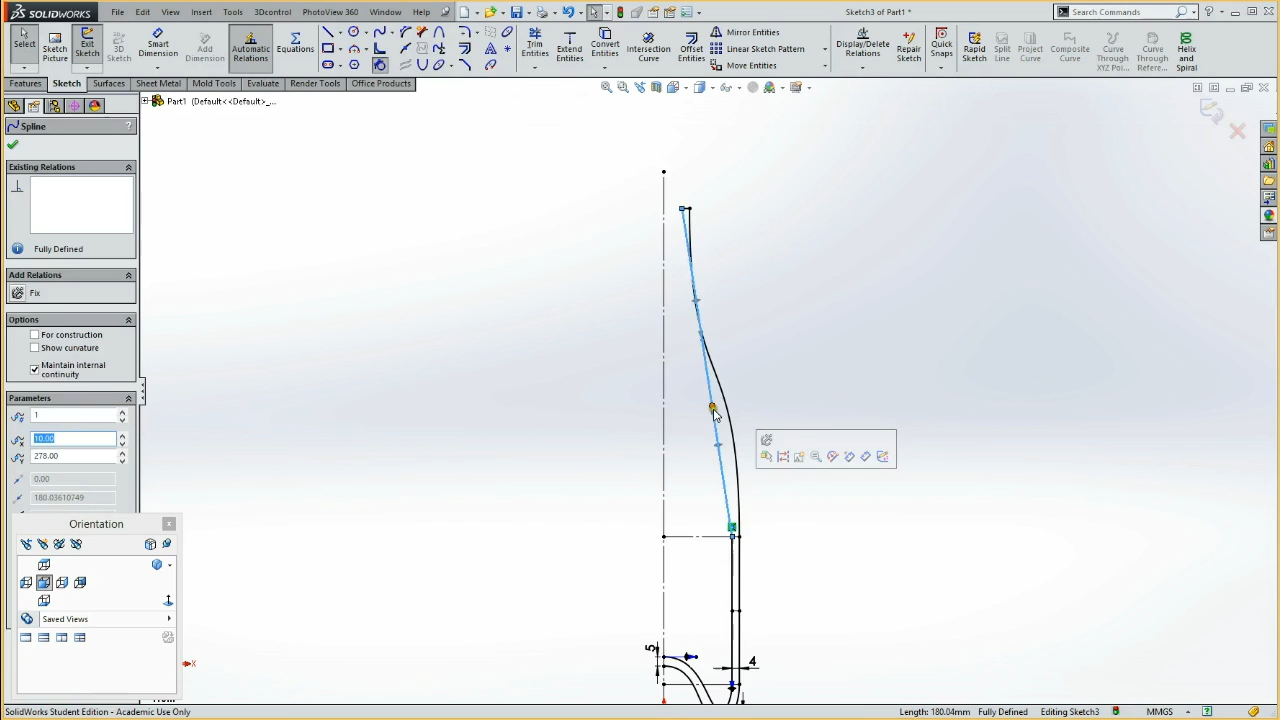 SOLIDWORKS File Edit View Insert Tools 3Dcontrol PhotoView 360 Window Help Sketch3 of Part1 * Search Commands
Select Sketch Picture Exit Sketch 3D Sketch Smart Dimension Add Dimension Automatic Relations Equations Trim Entities Extend Entities Convert Entities Intersection Curve Offset Entities Mirror Entities Linear Sketch Pattern Move Entities Display/Delete Relations Repair Sketch Quick Snaps Rapid Sketch Split Line Project Curve Composite Curve Curve Through XYZ Poi... Curve Through Refere... Helix and Spiral
Features Sketch Surfaces Sheet Metal Mold Tools Evaluate Render Tools Office Products
Part1 (Default<<Default>_...
Spline ?
Existing Relations
Fully Defined
Add Relations
Fix
Options
For construction
Show curvature
Maintain internal
continuity
Parameters
1
10.00
278.00
0.00
180.03610749
Orientation x
Saved Views
X
5
4
SolidWorks Student Edition - Academic Use Only Length: 180.04mm Fully Defined Editing Sketch3 MMGS